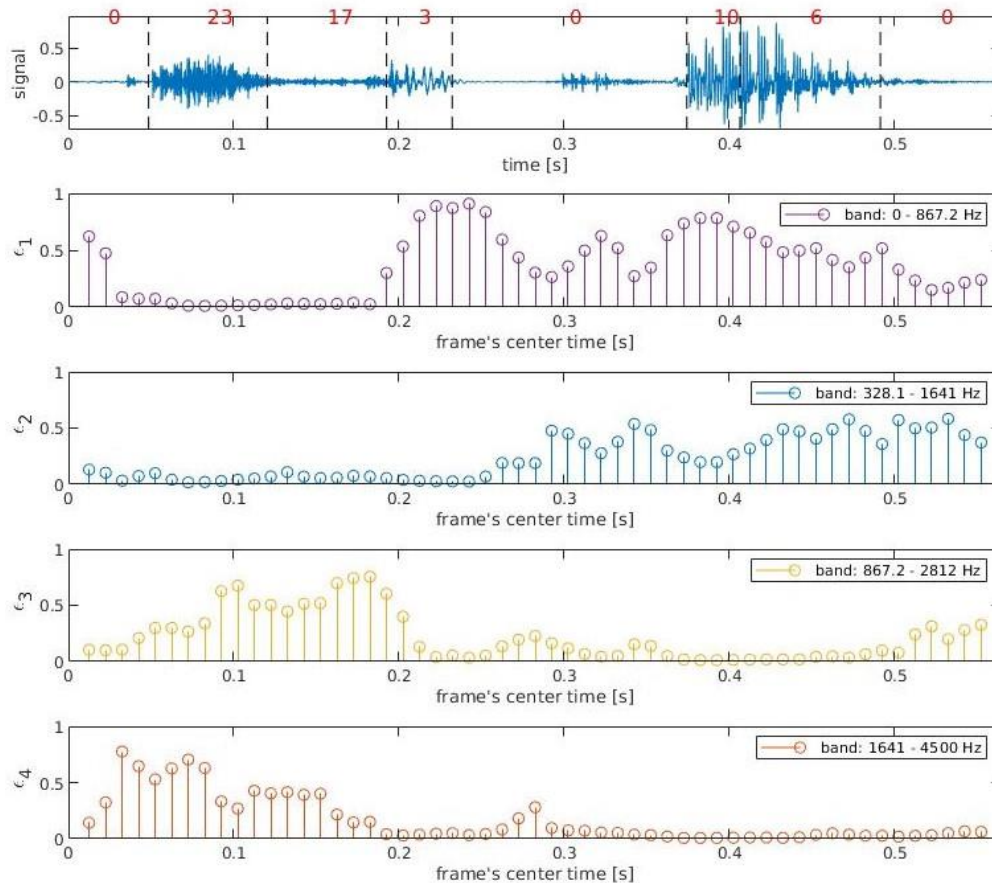 0 23 17 3 0 10 6 0
0.5
0
-0.5
signal
0 0.1 0.2 0.3 0.4 0.5
time [s]
1
0.5
0
ϵ1
band: 0 - 867.2 Hz
0 0.1 0.2 0.3 0.4 0.5
frame's center time [s]
1
0.5
0
ϵ2
band: 328.1 - 1641 Hz
0 0.1 0.2 0.3 0.4 0.5
frame's center time [s]
1
0.5
0
ϵ3
band: 867.2 - 2812 Hz
0 0.1 0.2 0.3 0.4 0.5
frame's center time [s]
1
0.5
0
ϵ4
band: 1641 - 4500 Hz
0 0.1 0.2 0.3 0.4 0.5
frame's center time [s]